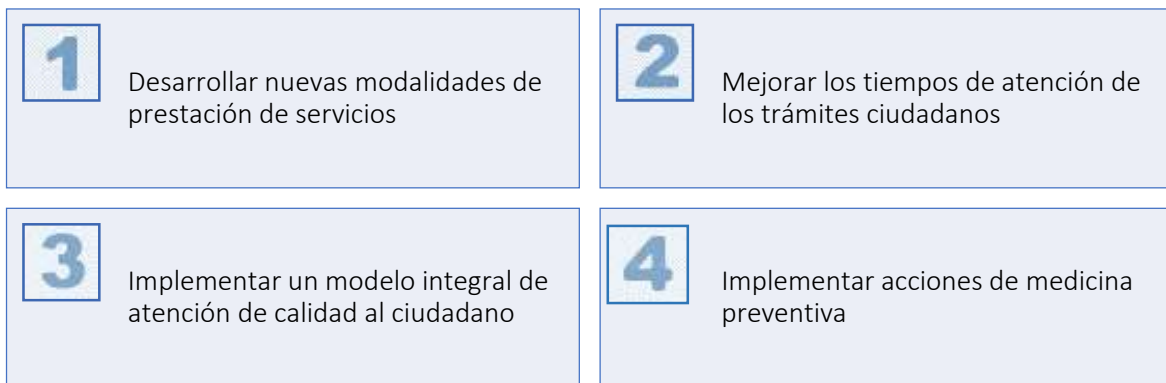 1
Desarrollar nuevas modalidades de
prestación de servicios
2
Mejorar los tiempos de atención de
los trámites ciudadanos
3
Implementar un modelo integral de
atención de calidad al ciudadano
4
Implementar acciones de medicina
preventiva